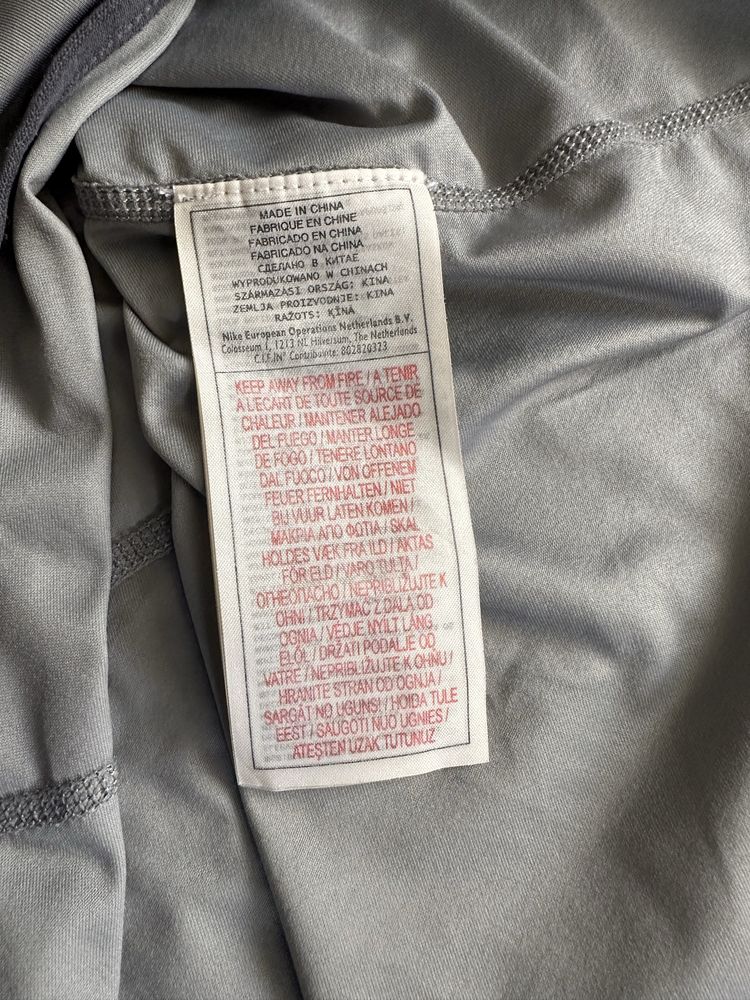 MADE IN CHINA
FABRIQUE EN CHINE
FABRICADO EN CHINA
FABRICADO NA CHINA
СДЕЛАНО В КИТАЕ
WYPRODUKOWANO W CHINACH
SZÁRMAZÁSI ORSZÁG: KINA
ZEMLJA PROIZVODNJE: KINA
RAŽOTS: ĶĪNA
Nike European Operations Netherlands B.V.
Colosseum 1, 1213 NL Hilversum, The Netherlands
C.I.F./N° Contribuinte: 802820323
KEEP AWAY FROM FIRE / A TENIR
A L'ECART DE TOUTE SOURCE DE
CHALEUR / MANTENER ALEJADO
DEL FUEGO / MANTER LONGE
DE FOGO / TENERE LONTANO
DAL FUOCO / VON OFFENEM
FEUER FERNHALTEN / NIET
BIJ VUUR LATEN KOMEN /
ΜΑΚΡΙΑ ΑΠΟ ΦΩΤΙΑ / SKAL
HOLDES VÆK FRA ILD / AKTAS
FÖR ELD / VARO TULTA /
ОГНЕОПАСНО / NEPRIBLIŽUJTE K
OHNI / TRZYMAĆ Z DALA OD
OGNIA / VÉDJE NYÍLT LÁNG
ELŐL / DRŽATI PODALJE OD
VATRE / NEPRIBLIŽUJTE K OHŇU /
HRANITE STRAN OD OGNJA /
SARGĀT NO UGUNS! / HOIDA TULE
EEST / SAUGOTI NUO UGNIES /
ATEŞTEN UZAK TUTUNUZ